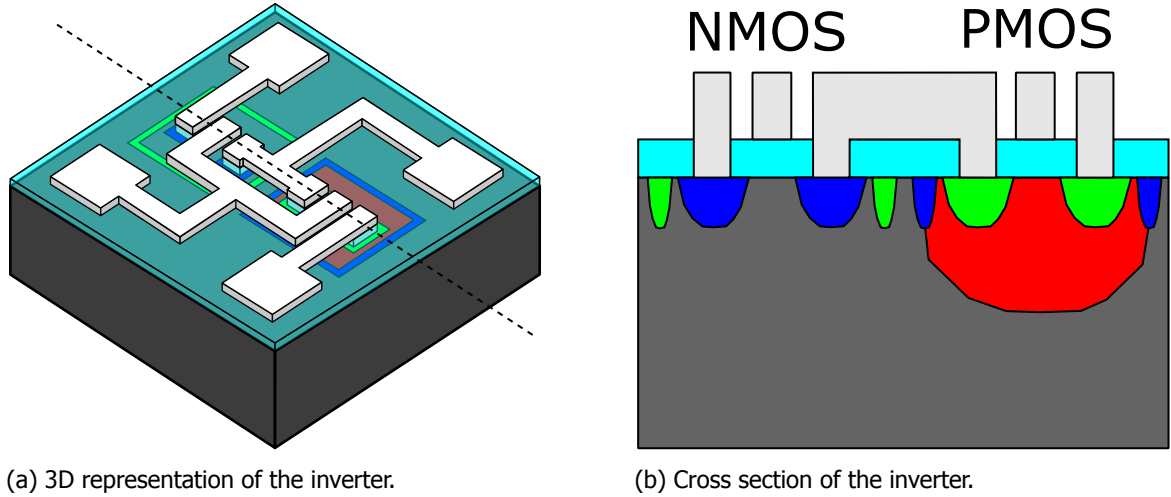 NMOS PMOS
(a) 3D representation of the inverter.
(b) Cross section of the inverter.